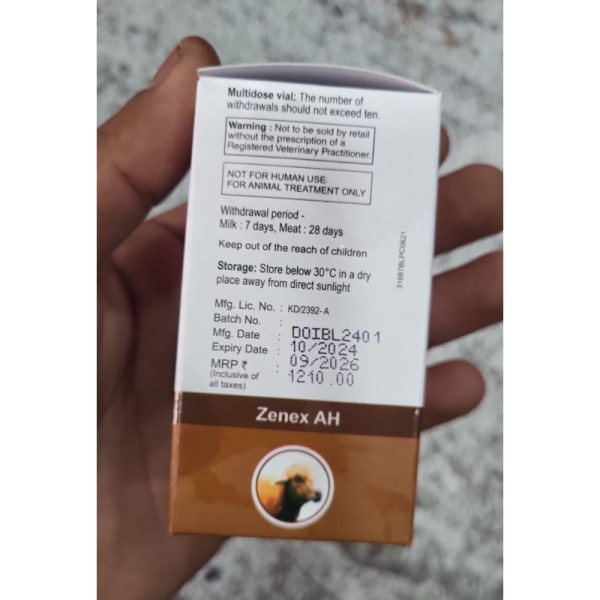 Multidose vial: The number of
withdrawals should not exceed ten.
Warning : Not to be sold by retail
without the prescription of a
Registered Veterinary Practitioner.
NOT FOR HUMAN USE
FOR ANIMAL TREATMENT ONLY
Withdrawal period -
Milk : 7 days, Meat : 28 days
Keep out of the reach of children
Storage: Store below 30°C in a dry
place away from direct sunlight
31687BLPC0621
Mfg. Lic. No. : KD/2392-A
Batch No. : DOIBL2401
Mfg. Date : 10/2024
Expiry Date : 09/2026
MRP ₹ : 1210.00
(Inclusive of
all taxes)
Zenex AH